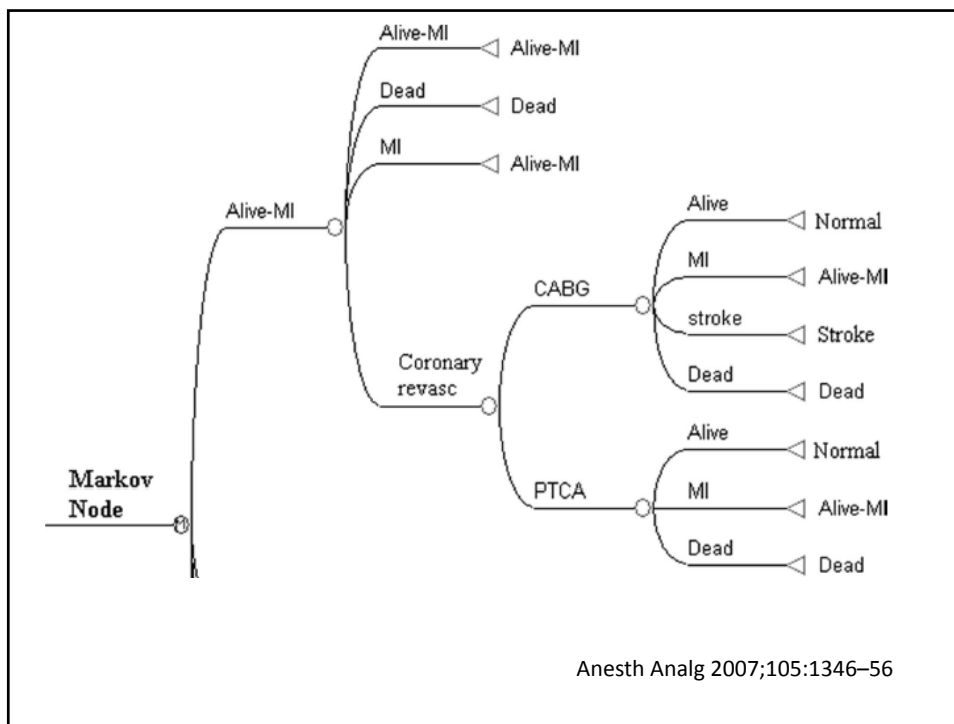 Alive-MI
Alive-MI
Dead
Dead
MI
Alive-MI
Alive-MI
Alive
Normal
MI
Alive-MI
CABG
stroke
Stroke
Coronary
revasc
Dead
Dead
Alive
Normal
Markov
Node
M
PTCA
MI
Alive-MI
Dead
Dead
Anesth Analg 2007;105:1346–56